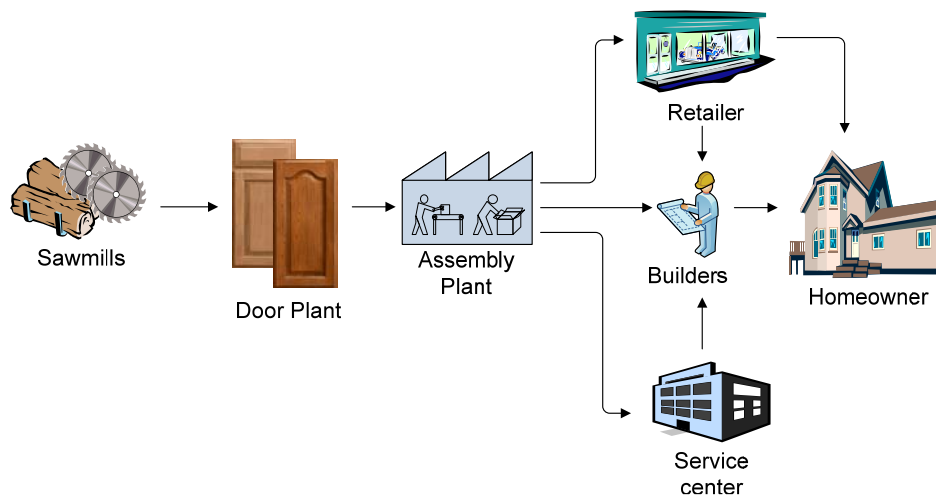 Retailer
Sawmills
Door Plant
Assembly
Plant
Builders
Homeowner
Service
center